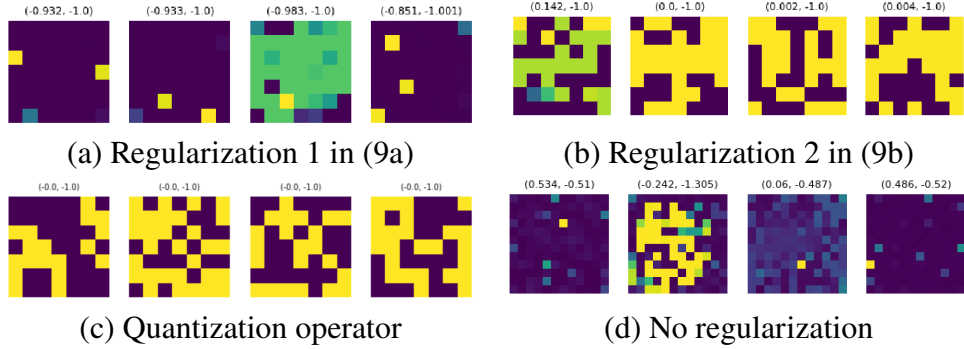 (-0.932, -1.0) (-0.933, -1.0) (-0.983, -1.0) (-0.851, -1.001)
(0.142, -1.0) (0.0, -1.0) (0.002, -1.0) (0.004, -1.0)
(a) Regularization 1 in (9a)
(b) Regularization 2 in (9b)
(-0.0, -1.0) (-0.0, -1.0) (-0.0, -1.0) (-0.0, -1.0)
(0.534, -0.51) (-0.242, -1.305) (0.06, -0.487) (0.486, -0.52)
(c) Quantization operator
(d) No regularization